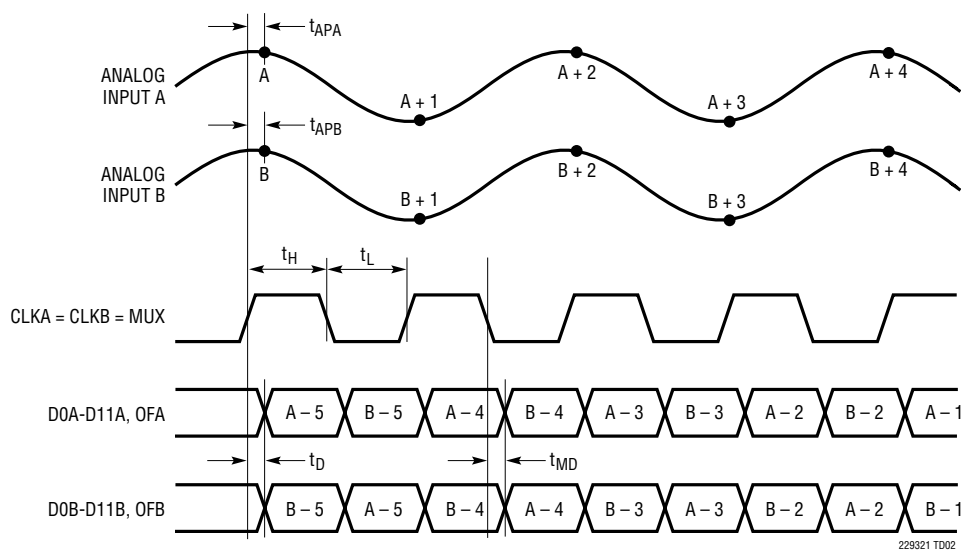 tAPA
ANALOG
INPUT A
A
A + 1
A + 2
A + 3
A + 4
tAPB
ANALOG
INPUT B
B
B + 1
B + 2
B + 3
B + 4
tH
tL
CLKA = CLKB = MUX
D0A-D11A, OFA
A – 5
B – 5
A – 4
B – 4
A – 3
B – 3
A – 2
B – 2
A – 1
tD
tMD
D0B-D11B, OFB
B – 5
A – 5
B – 4
A – 4
B – 3
A – 3
B – 2
A – 2
B – 1
229321 TD02